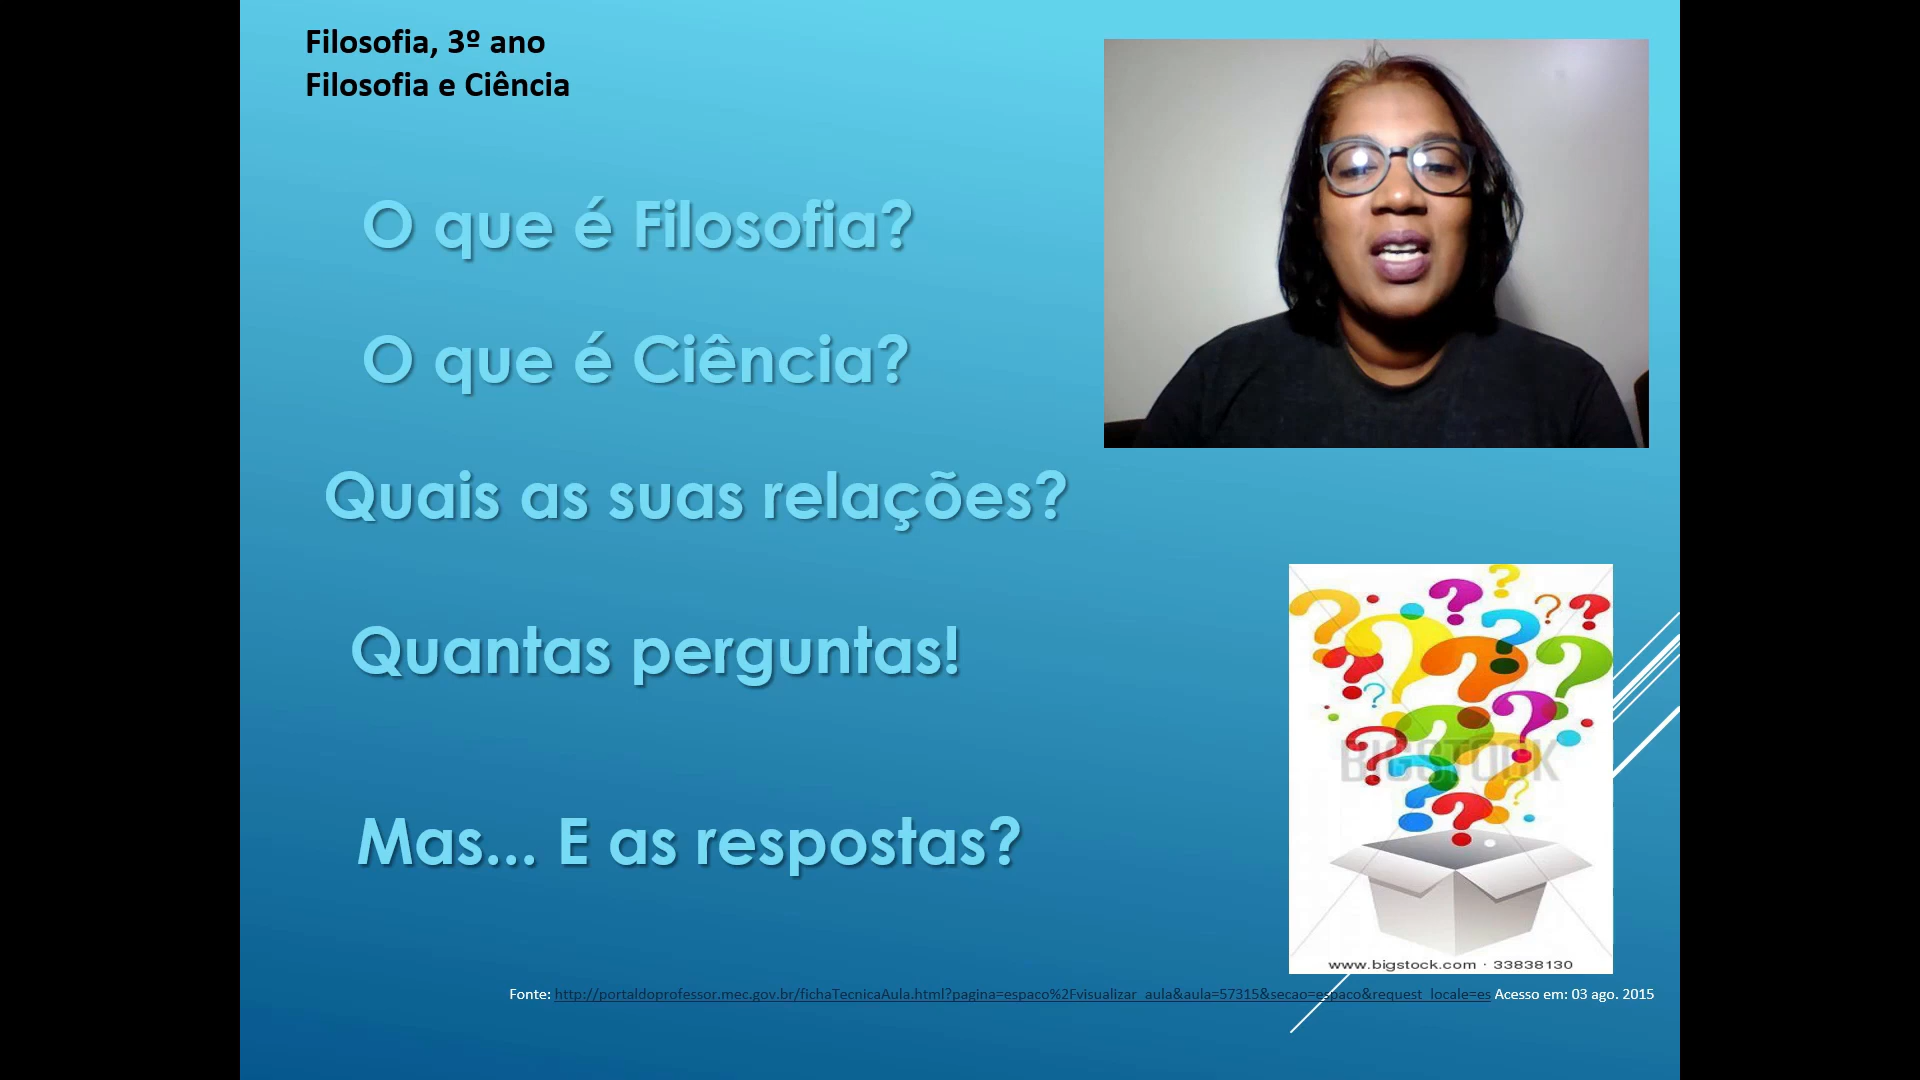 Filosofia, 3º ano
Filosofia e Ciência
O que é Filosofia?
O que é Ciência?
Quais as suas relações?
Quantas perguntas!
Mas... E as respostas?
BIGSTOCK
www.bigstock.com · 33838130
Fonte: http://portaldoprofessor.mec.gov.br/fichaTecnicaAula.html?pagina=espaco%2Fvisualizar_aula&aula=57315&secao=espaco&request_locale=es Acesso em: 03 ago. 2015